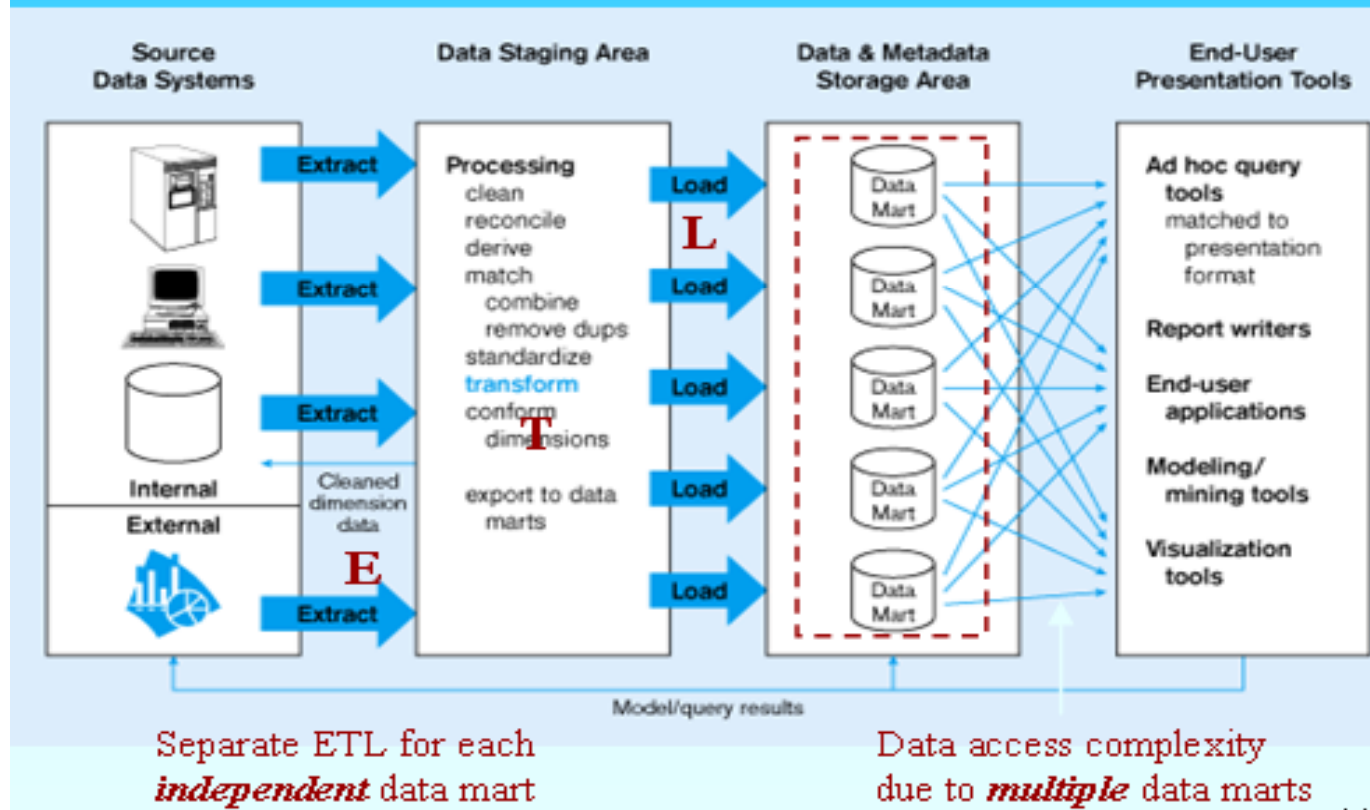 Source
Data Systems
Data Staging Area
Data & Metadata
Storage Area
End-User
Presentation Tools
Extract
Extract
Extract
Internal
External
Extract
Cleaned
dimension
data
E
Processing
clean
reconcile
derive
match
combine
remove dups
standardize
transform
conform
dimensions
T
export to data
marts
Load
L
Load
Load
Load
Load
Data
Mart
Data
Mart
Data
Mart
Data
Mart
Data
Mart
Ad hoc query
tools
matched to
presentation
format
Report writers
End-user
applications
Modeling/
mining tools
Visualization
tools
Model/query results
Separate ETL for each
independent data mart
Data access complexity
due to multiple data marts